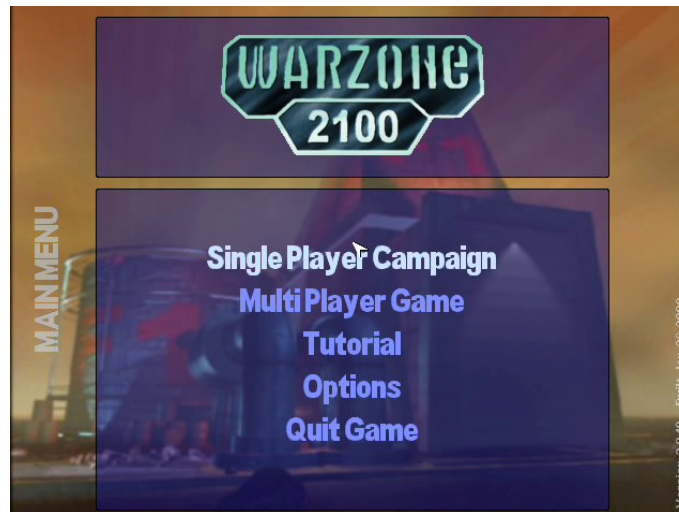 WARZONE
2100
MAIN MENU
Single Player Campaign
Multi Player Game
Tutorial
Options
Quit Game